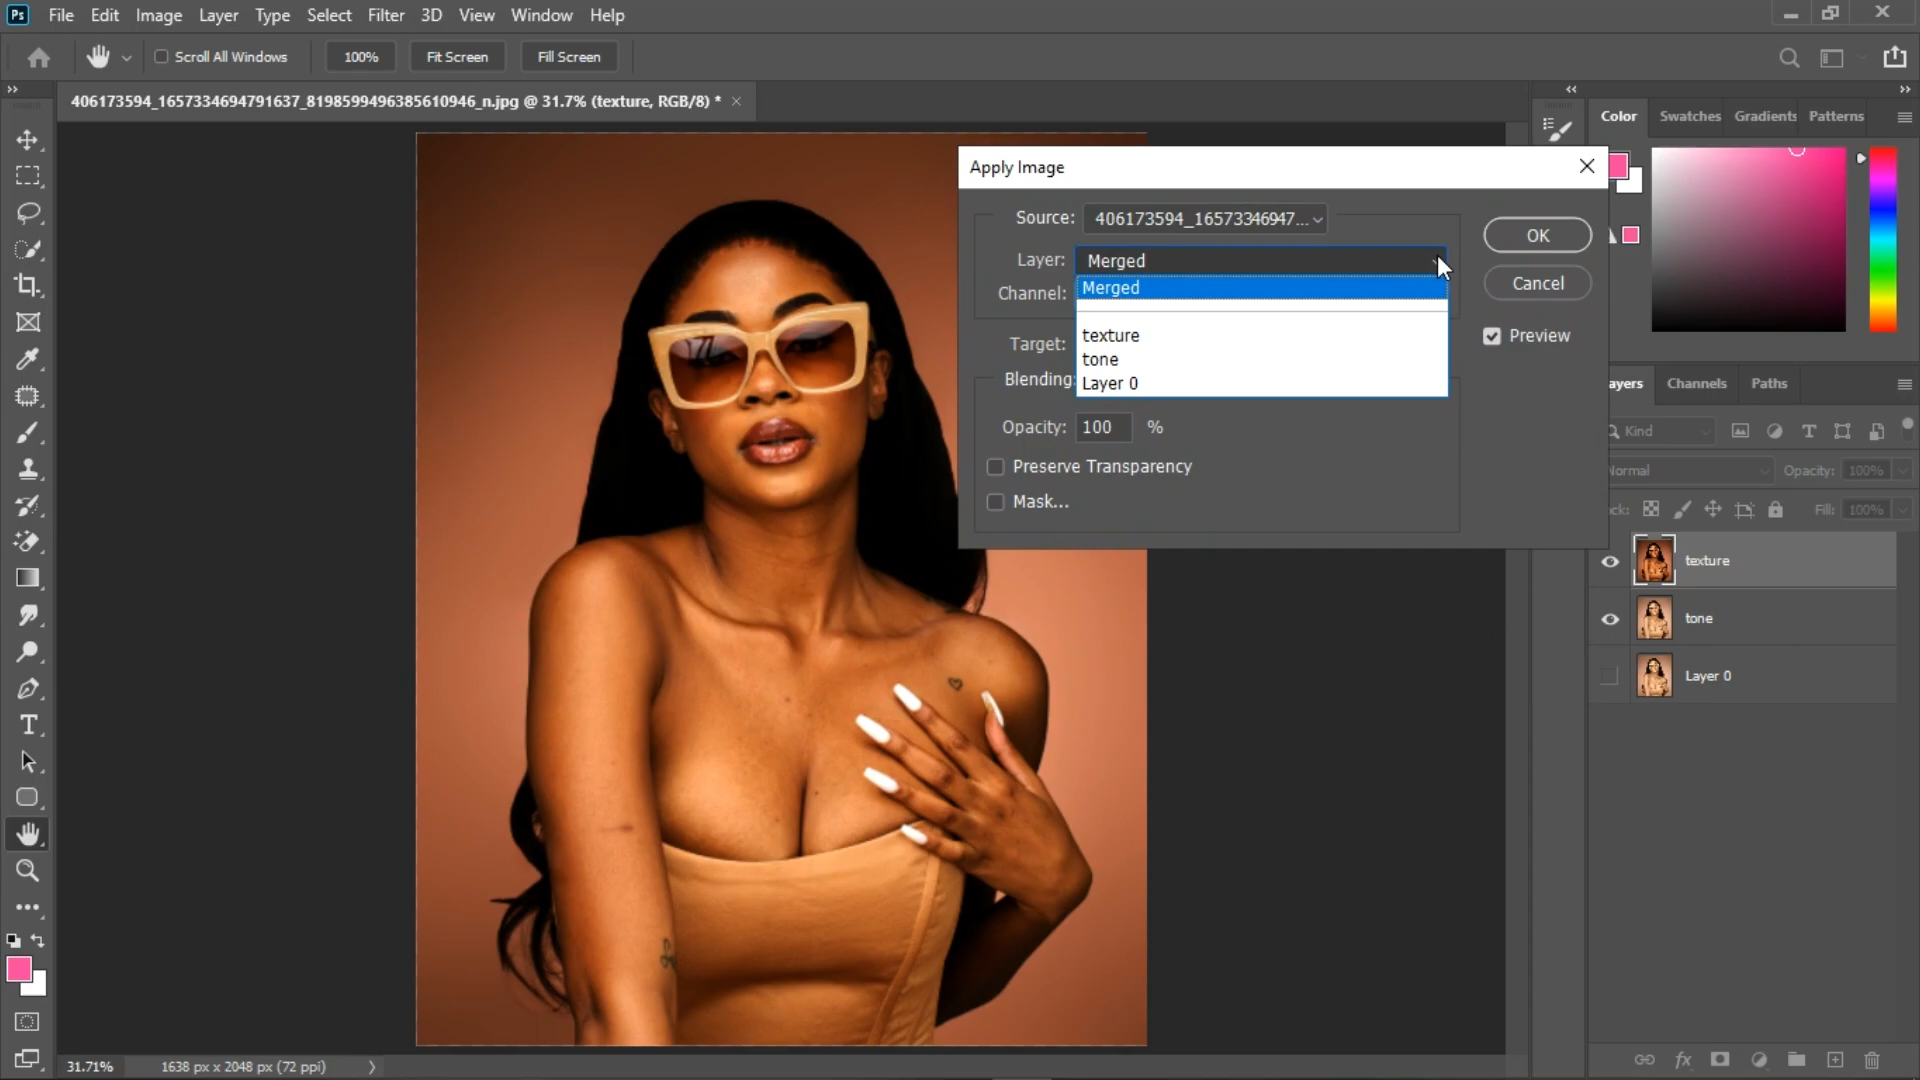 Ps File Edit Image Layer Type Select Filter 3D View Window Help
Scroll All Windows 100% Fit Screen Fill Screen
406173594_1657334694791637_8198599496385610946_n.jpg @ 31.7% (texture, RGB/8) *
Color Swatches Gradients Patterns
Apply Image
Source: 406173594_16573346947...
OK
Layer: Merged
Cancel
Channel:
Merged
Preview
Target:
texture
tone
Blending:
Layer 0
Opacity: 100 %
Preserve Transparency
Mask...
ayers Channels Paths
Kind
Normal Opacity: 100%
ck: Fill: 100%
texture
tone
Layer 0
31.71% 1638 px x 2048 px (72 ppi)